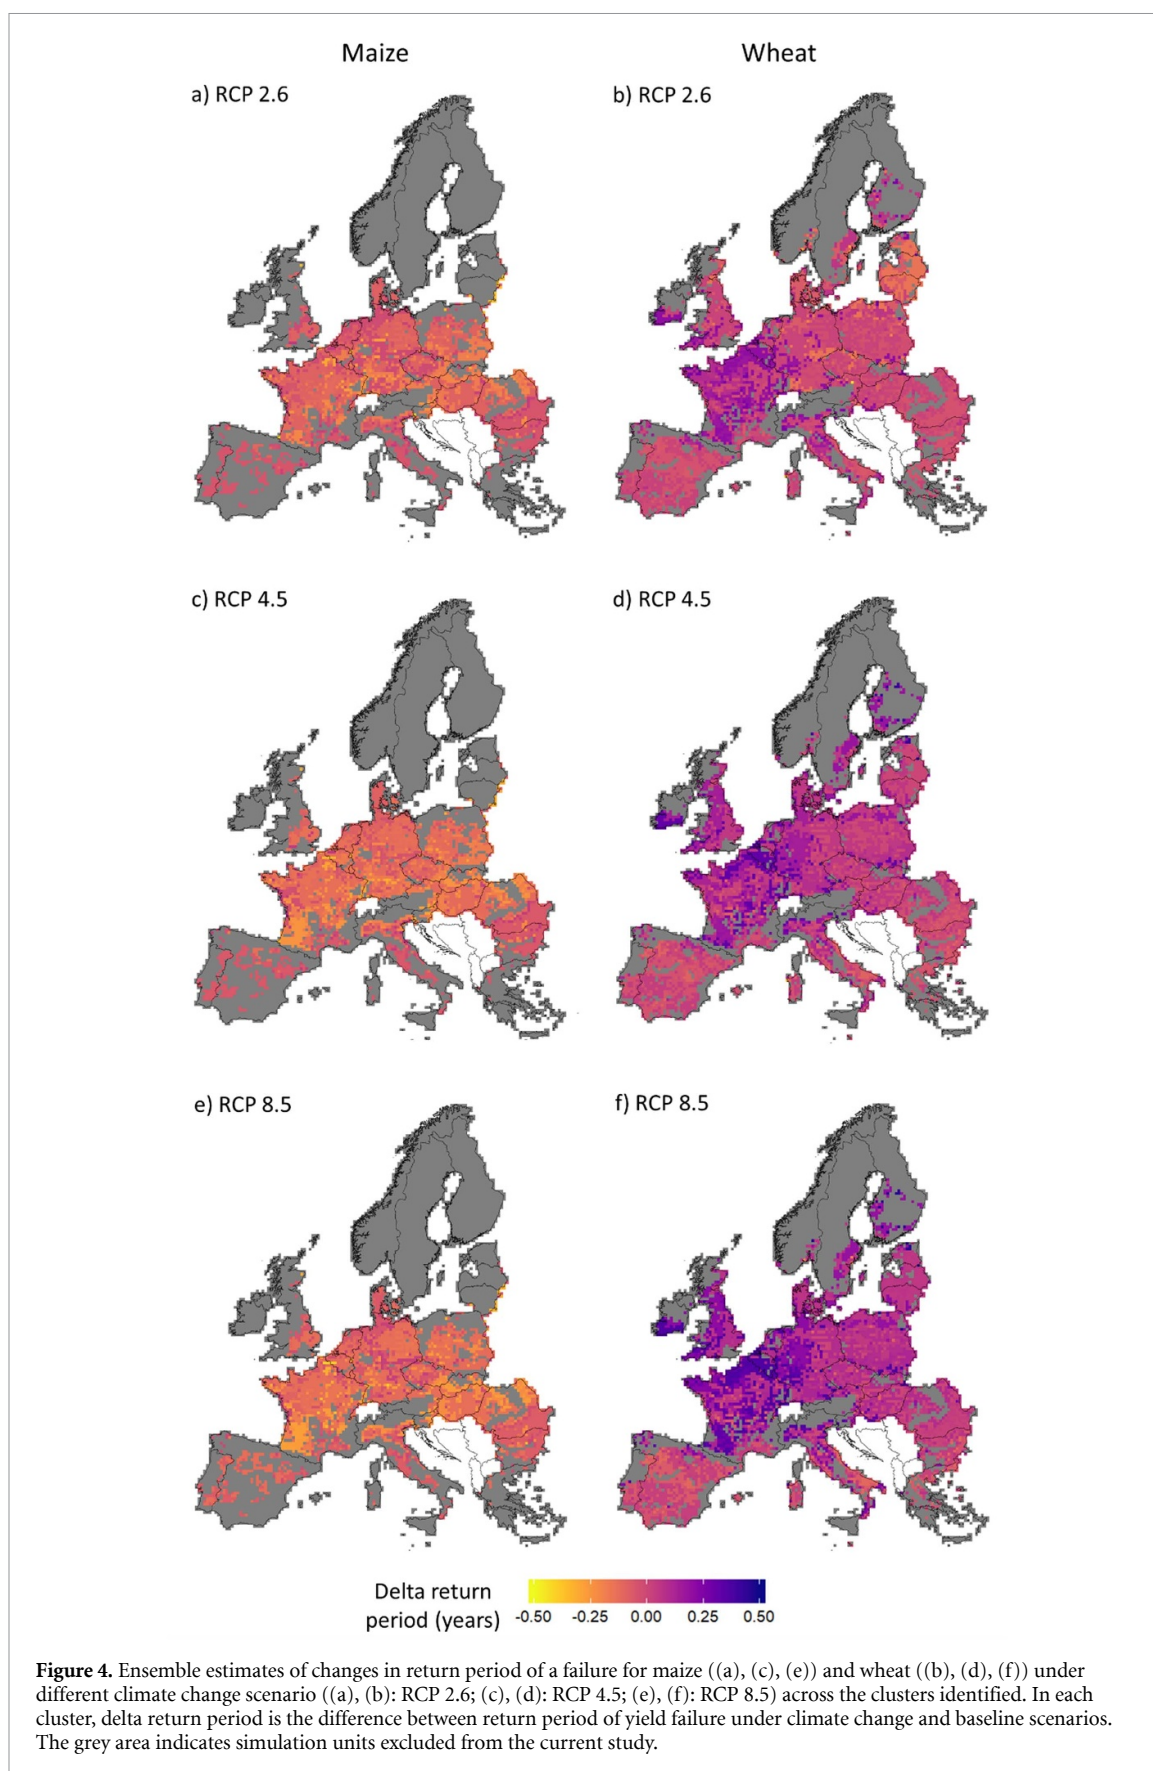 Maize
Wheat
a) RCP 2.6
b) RCP 2.6
c) RCP 4.5
d) RCP 4.5
e) RCP 8.5
f) RCP 8.5
Delta return
period (years)
-0.50 -0.25 0.00 0.25 0.50
Figure 4. Ensemble estimates of changes in return period of a failure for maize ((a), (c), (e)) and wheat ((b), (d), (f)) under
different climate change scenario ((a), (b): RCP 2.6; (c), (d): RCP 4.5; (e), (f): RCP 8.5) across the clusters identified. In each
cluster, delta return period is the difference between return period of yield failure under climate change and baseline scenarios.
The grey area indicates simulation units excluded from the current study.